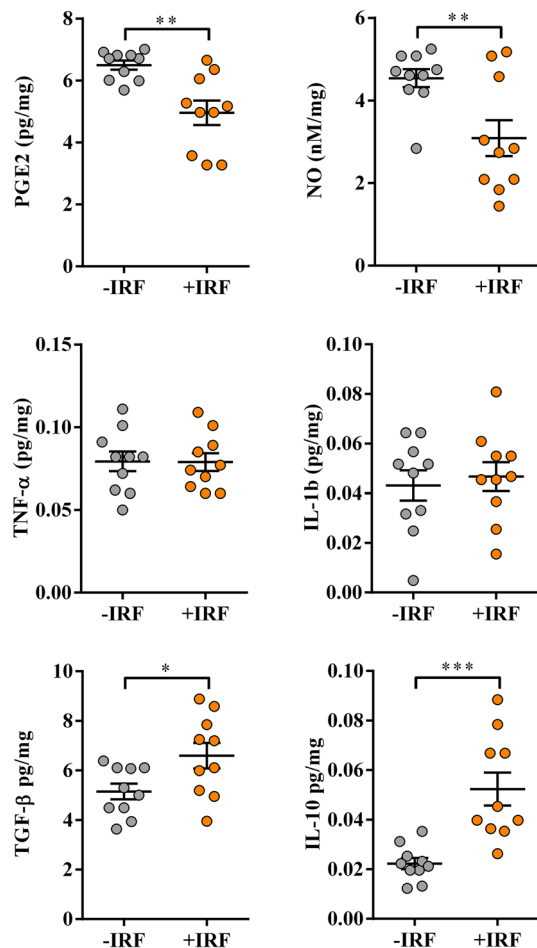 **
PGE2 (pg/mg)
8
6
4
2
0
-IRF +IRF
**
NO (nM/mg)
6
4
2
0
-IRF +IRF
TNF-α (pg/mg)
0.15
0.10
0.05
0.00
-IRF +IRF
IL-1b (pg/mg)
0.10
0.08
0.06
0.04
0.02
0.00
-IRF +IRF
*
TGF-β pg/mg
10
8
6
4
2
0
-IRF +IRF
***
IL-10 pg/mg
0.10
0.08
0.06
0.04
0.02
0.00
-IRF +IRF